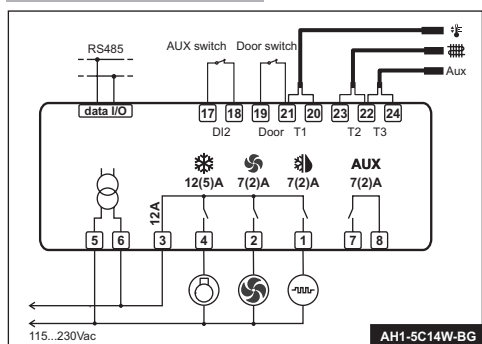 RS485
AUX switch
Door switch
Aux
data I/O
17 18 19 21 20 23 22 24
DI2 Door T1 T2 T3
AUX
12(5)A 7(2)A 7(2)A 7(2)A
12A
5 6 3 4 2 1 7 8
115...230Vac
AH1-5C14W-BG